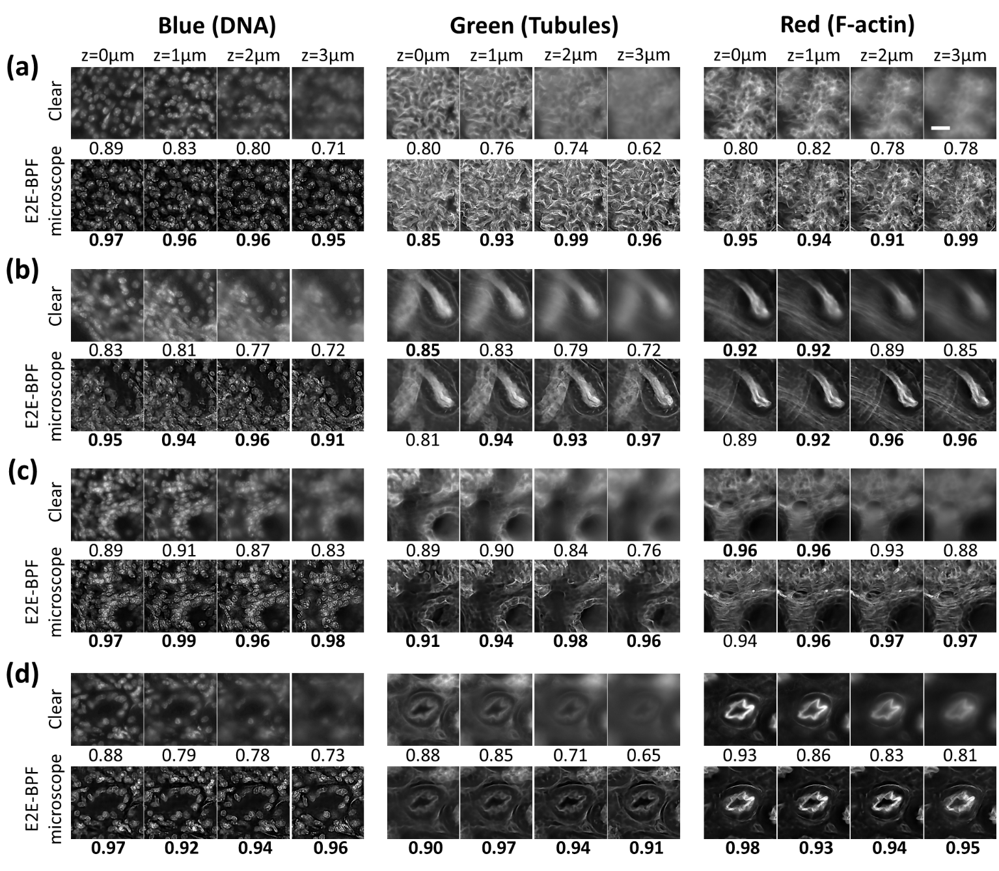 Blue (DNA) Green (Tubules) Red (F-actin)
(a) z=0µm z=1µm z=2µm z=3µm z=0µm z=1µm z=2µm z=3µm z=0µm z=1µm z=2µm z=3µm
Clear
0.89 0.83 0.80 0.71 0.80 0.76 0.74 0.62 0.80 0.82 0.78 0.78
E2E-BPF
microscope
0.97 0.96 0.96 0.95 0.85 0.93 0.99 0.96 0.95 0.94 0.91 0.99
(b)
Clear
0.83 0.81 0.77 0.72 0.85 0.83 0.79 0.72 0.92 0.92 0.89 0.85
E2E-BPF
microscope
0.95 0.94 0.96 0.91 0.81 0.94 0.93 0.97 0.89 0.92 0.96 0.96
(c)
Clear
0.89 0.91 0.87 0.83 0.89 0.90 0.84 0.76 0.96 0.96 0.93 0.88
E2E-BPF
microscope
0.97 0.99 0.96 0.98 0.91 0.94 0.98 0.96 0.94 0.96 0.97 0.97
(d)
Clear
0.88 0.79 0.78 0.73 0.88 0.85 0.71 0.65 0.93 0.86 0.83 0.81
E2E-BPF
microscope
0.97 0.92 0.94 0.96 0.90 0.97 0.94 0.91 0.98 0.93 0.94 0.95